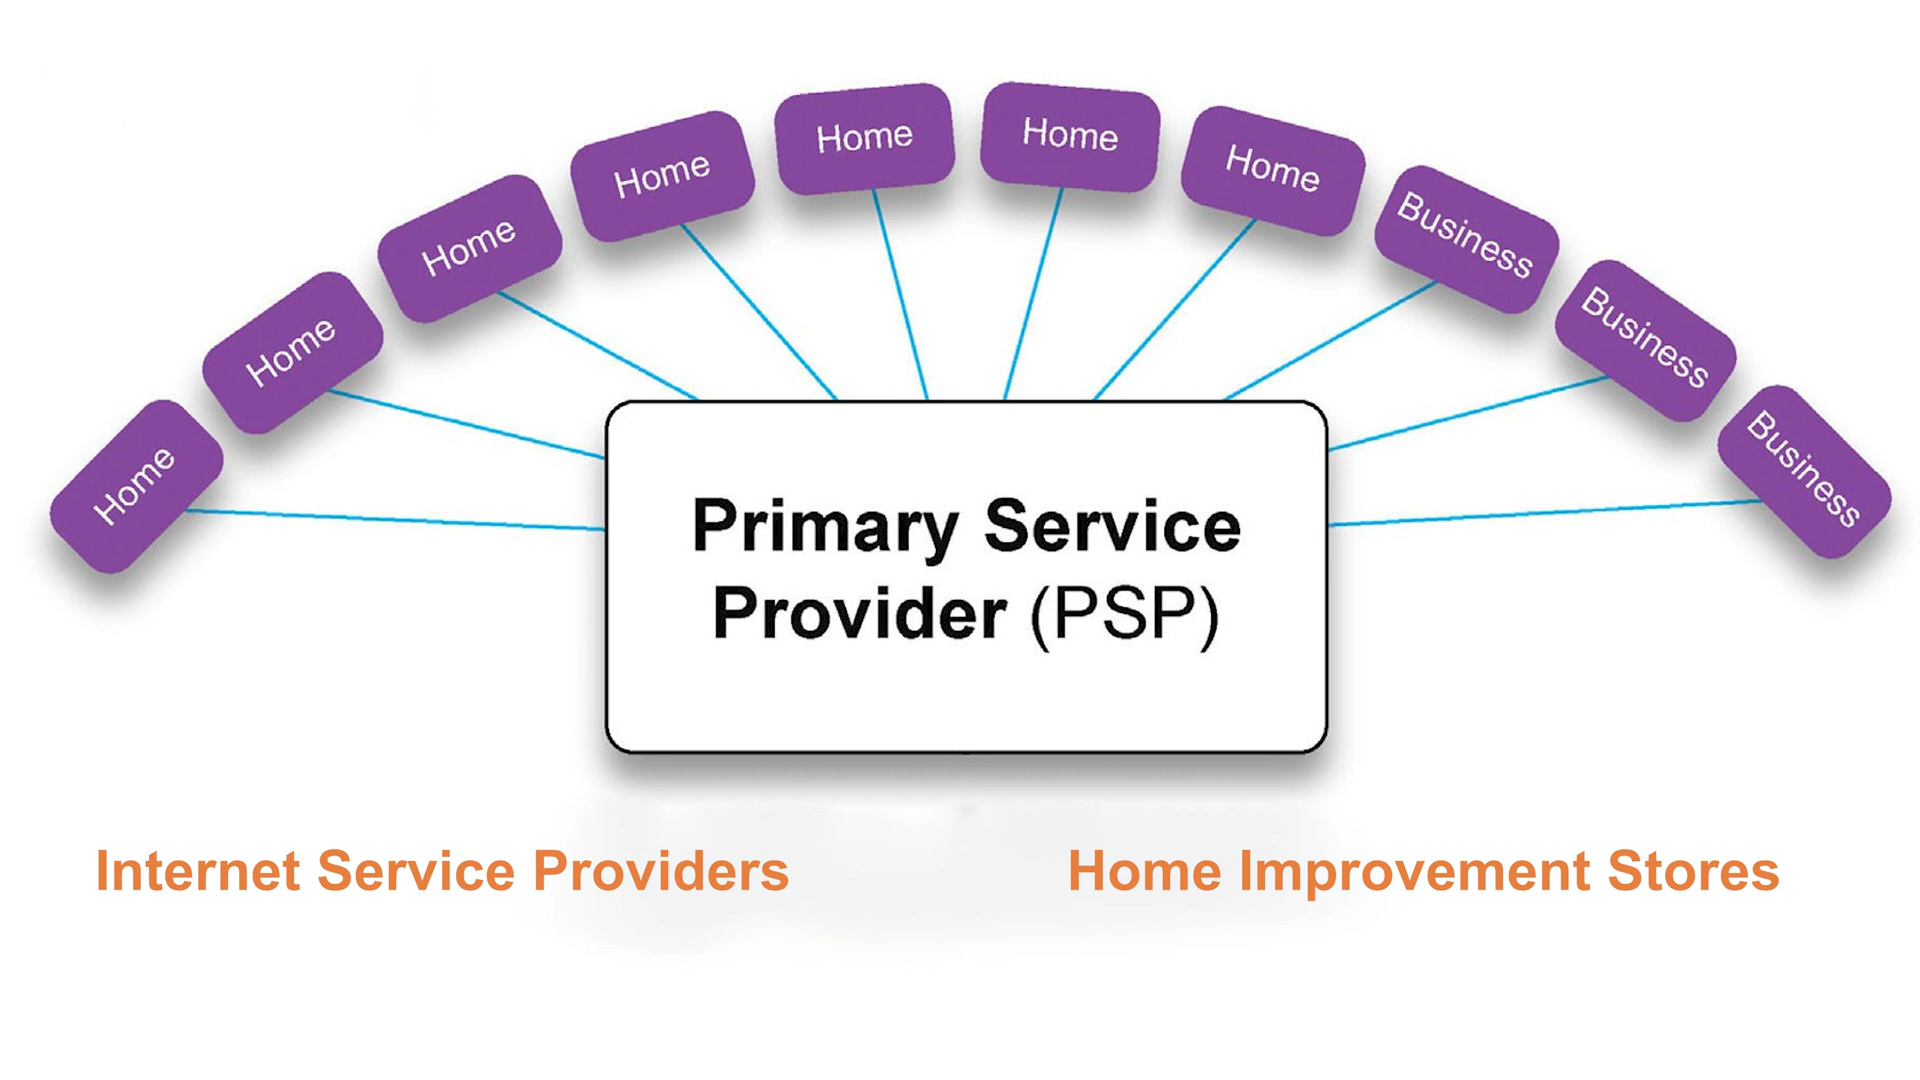 Home
Home
Home
Home
Home
Home
Home
Business
Business
Business
Primary Service
Provider (PSP)
Internet Service Providers
Home Improvement Stores